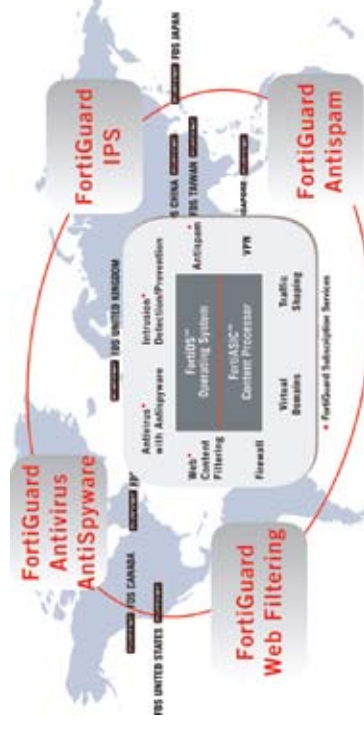 FortiGuard
Antivirus
AntiSpyware
FortiGuard
IPS
FDS CANADA
FDS UNITED STATES
FDS UNITED KINGDOM
CHINA
FDS JAPAN
FDS TAIWAN
Antivirus*
with Antispyware
Intrusion*
Detection/Prevention
Web*
Content
Filtering
FortiOS™
Operating System
Antispam*
FortiASIC™
Content Processor
Firewall
VPN
Virtual
Domains
Traffic
Shaping
* FortiGuard Subscription Services
FortiGuard
Web Filtering
FortiGuard
Antispam